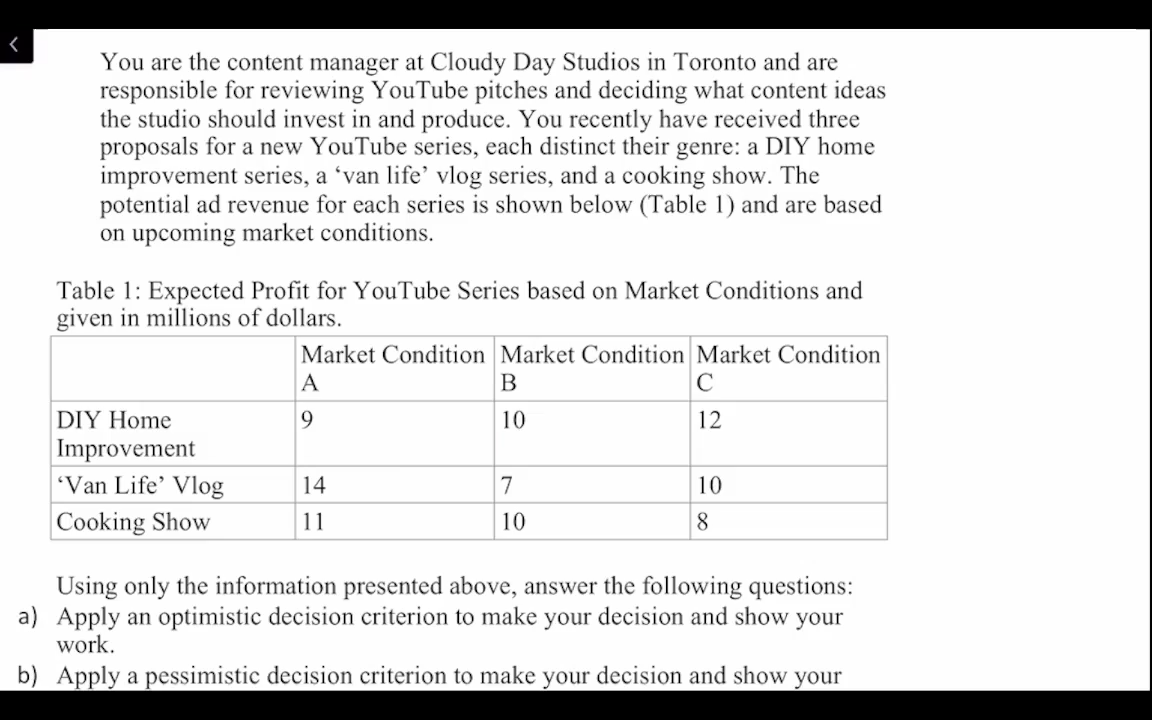 You are the content manager at Cloudy Day Studios in Toronto and are
responsible for reviewing YouTube pitches and deciding what content ideas
the studio should invest in and produce. You recently have received three
proposals for a new YouTube series, each distinct their genre: a DIY home
improvement series, a ‘van life’ vlog series, and a cooking show. The
potential ad revenue for each series is shown below (Table 1) and are based
on upcoming market conditions.
Table 1: Expected Profit for YouTube Series based on Market Conditions and
given in millions of dollars.
Market Condition A Market Condition B Market Condition C
DIY Home Improvement 9 10 12
‘Van Life’ Vlog 14 7 10
Cooking Show 11 10 8
Using only the information presented above, answer the following questions:
a) Apply an optimistic decision criterion to make your decision and show your
work.
b) Apply a pessimistic decision criterion to make your decision and show your